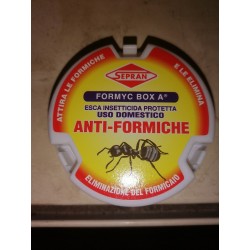 ATTIRA LE FORMICHE
E LE ELIMINA
SEPRAN
FORMYC BOX A®
ESCA INSETTICIDA PROTETTA
USO DOMESTICO
ANTI-FORMICHE
ELIMINAZIONE DEL FORMICAIO